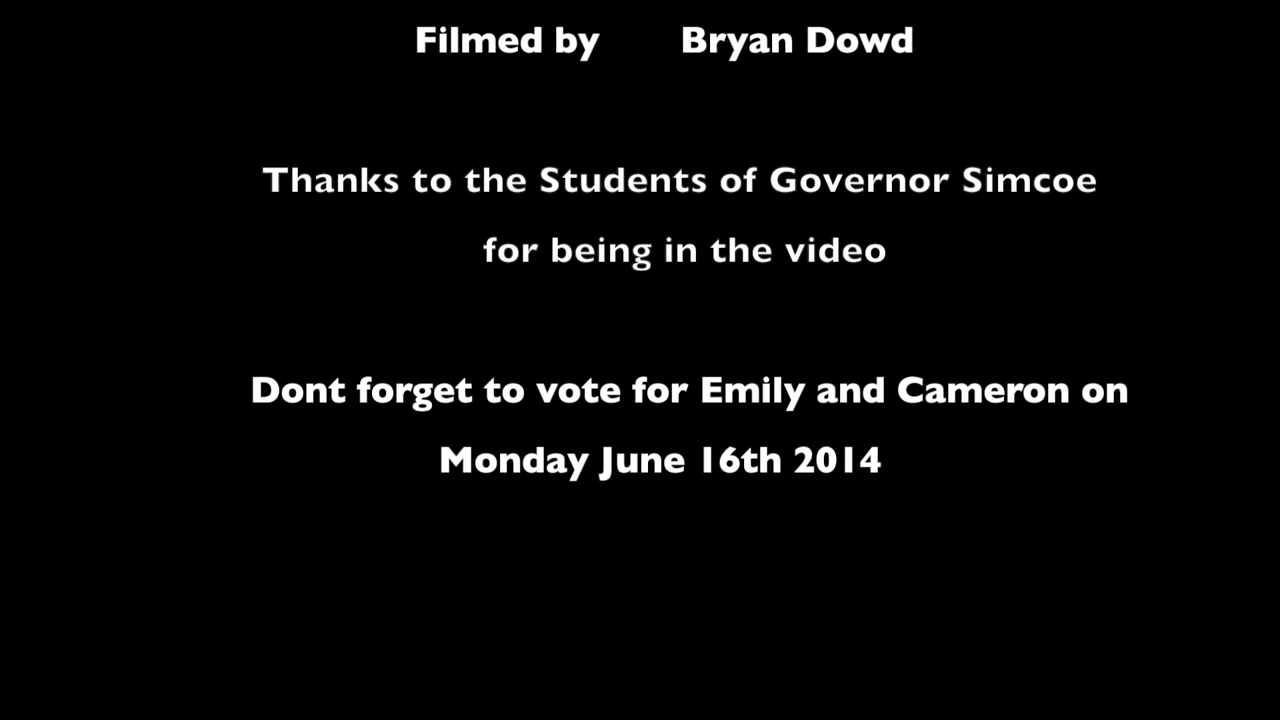 Filmed by Bryan Dowd
Thanks to the Students of Governor Simcoe
for being in the video
Dont forget to vote for Emily and Cameron on
Monday June 16th 2014